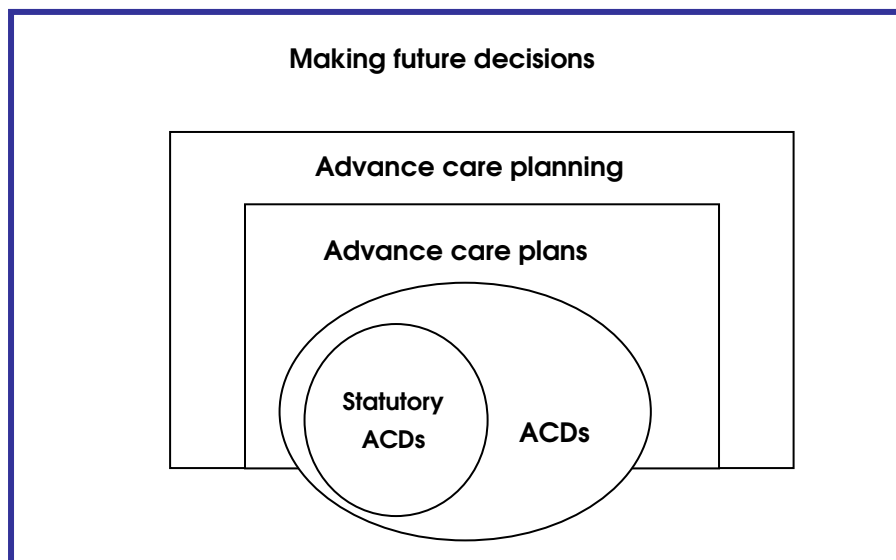 Making future decisions
Advance care planning
Advance care plans
Statutory
ACDs
ACDs